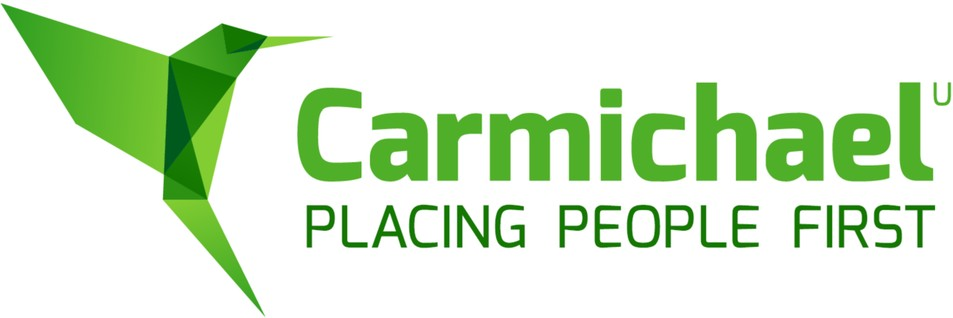 Carmichael U
PLACING PEOPLE FIRST